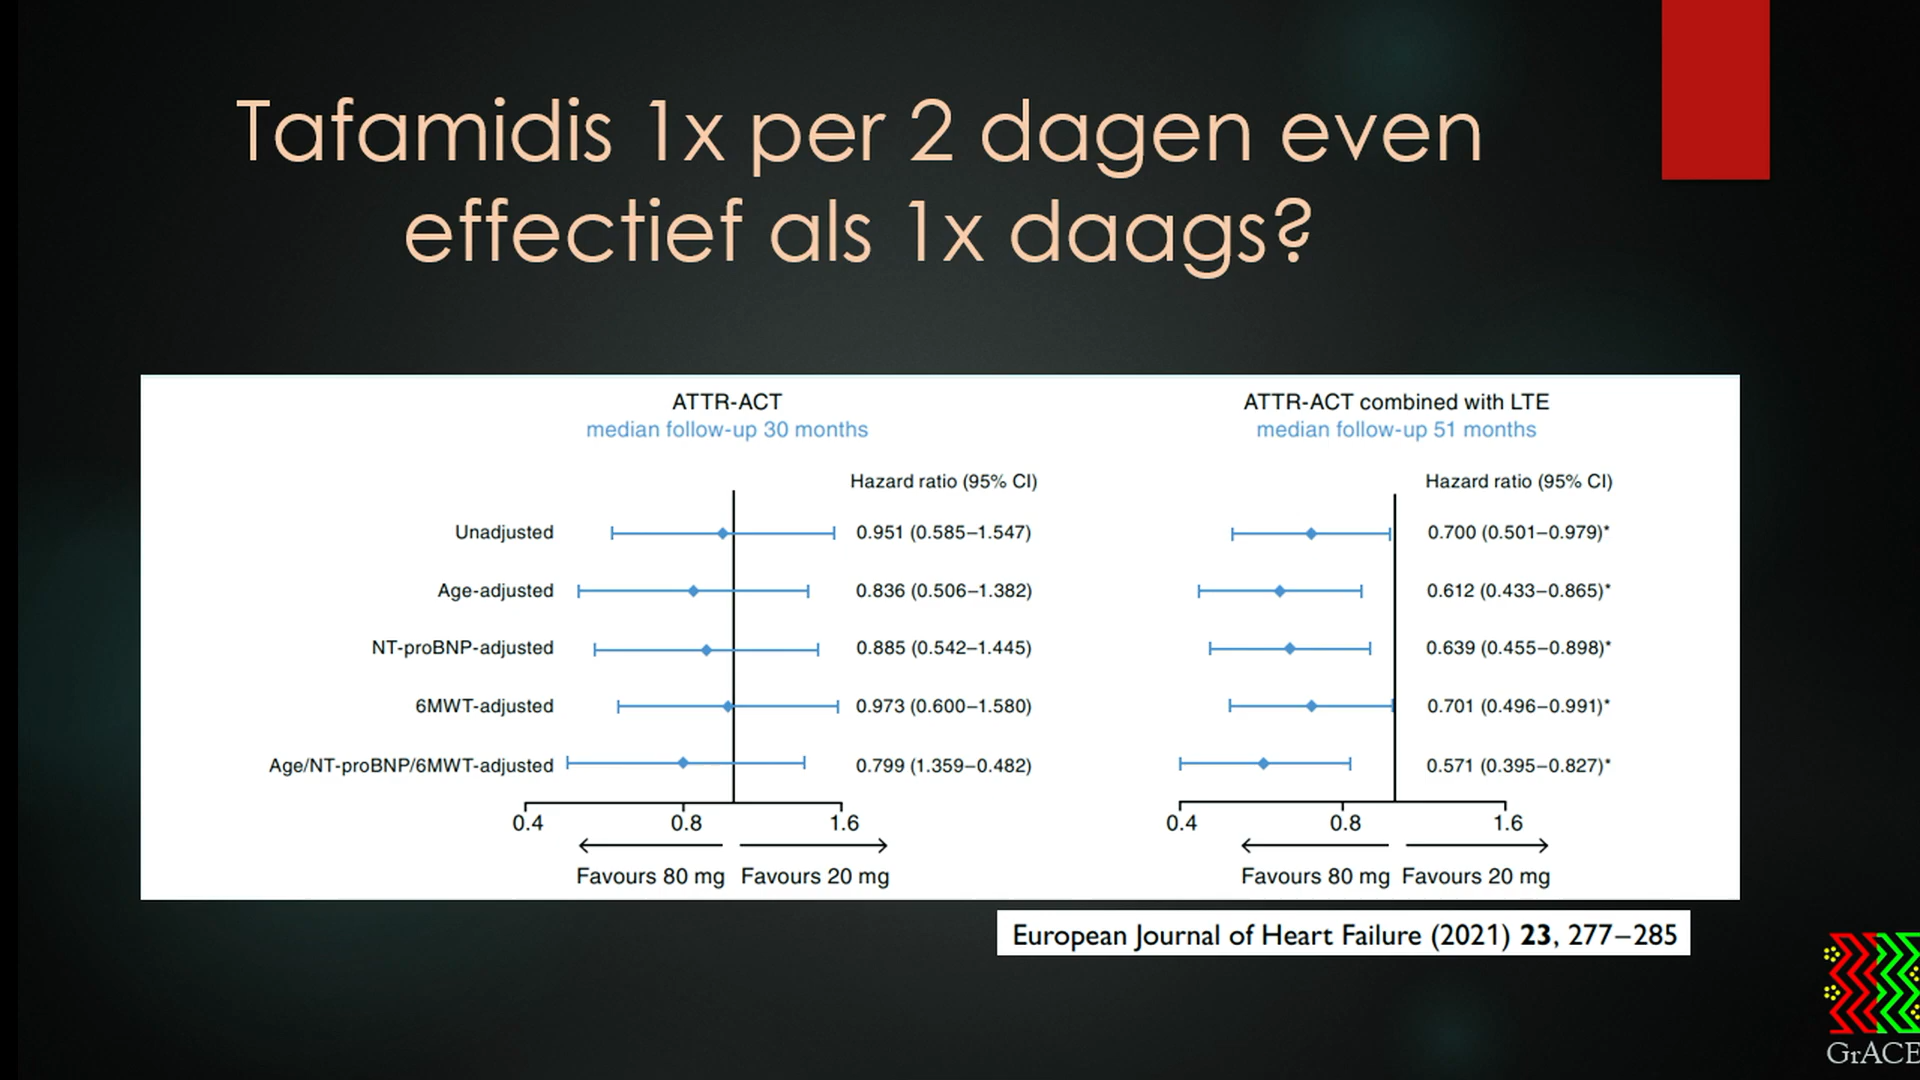 Tafamidis 1x per 2 dagen even
effectief als 1x daags?
ATTR-ACT
median follow-up 30 months
Hazard ratio (95% CI)
Unadjusted 0.951 (0.585–1.547)
Age-adjusted 0.836 (0.506–1.382)
NT-proBNP-adjusted 0.885 (0.542–1.445)
6MWT-adjusted 0.973 (0.600–1.580)
Age/NT-proBNP/6MWT-adjusted 0.799 (1.359–0.482)
0.4 0.8 1.6
Favours 80 mg Favours 20 mg
ATTR-ACT combined with LTE
median follow-up 51 months
Hazard ratio (95% CI)
0.700 (0.501–0.979)*
0.612 (0.433–0.865)*
0.639 (0.455–0.898)*
0.701 (0.496–0.991)*
0.571 (0.395–0.827)*
0.4 0.8 1.6
Favours 80 mg Favours 20 mg
European Journal of Heart Failure (2021) 23, 277–285
GrACE